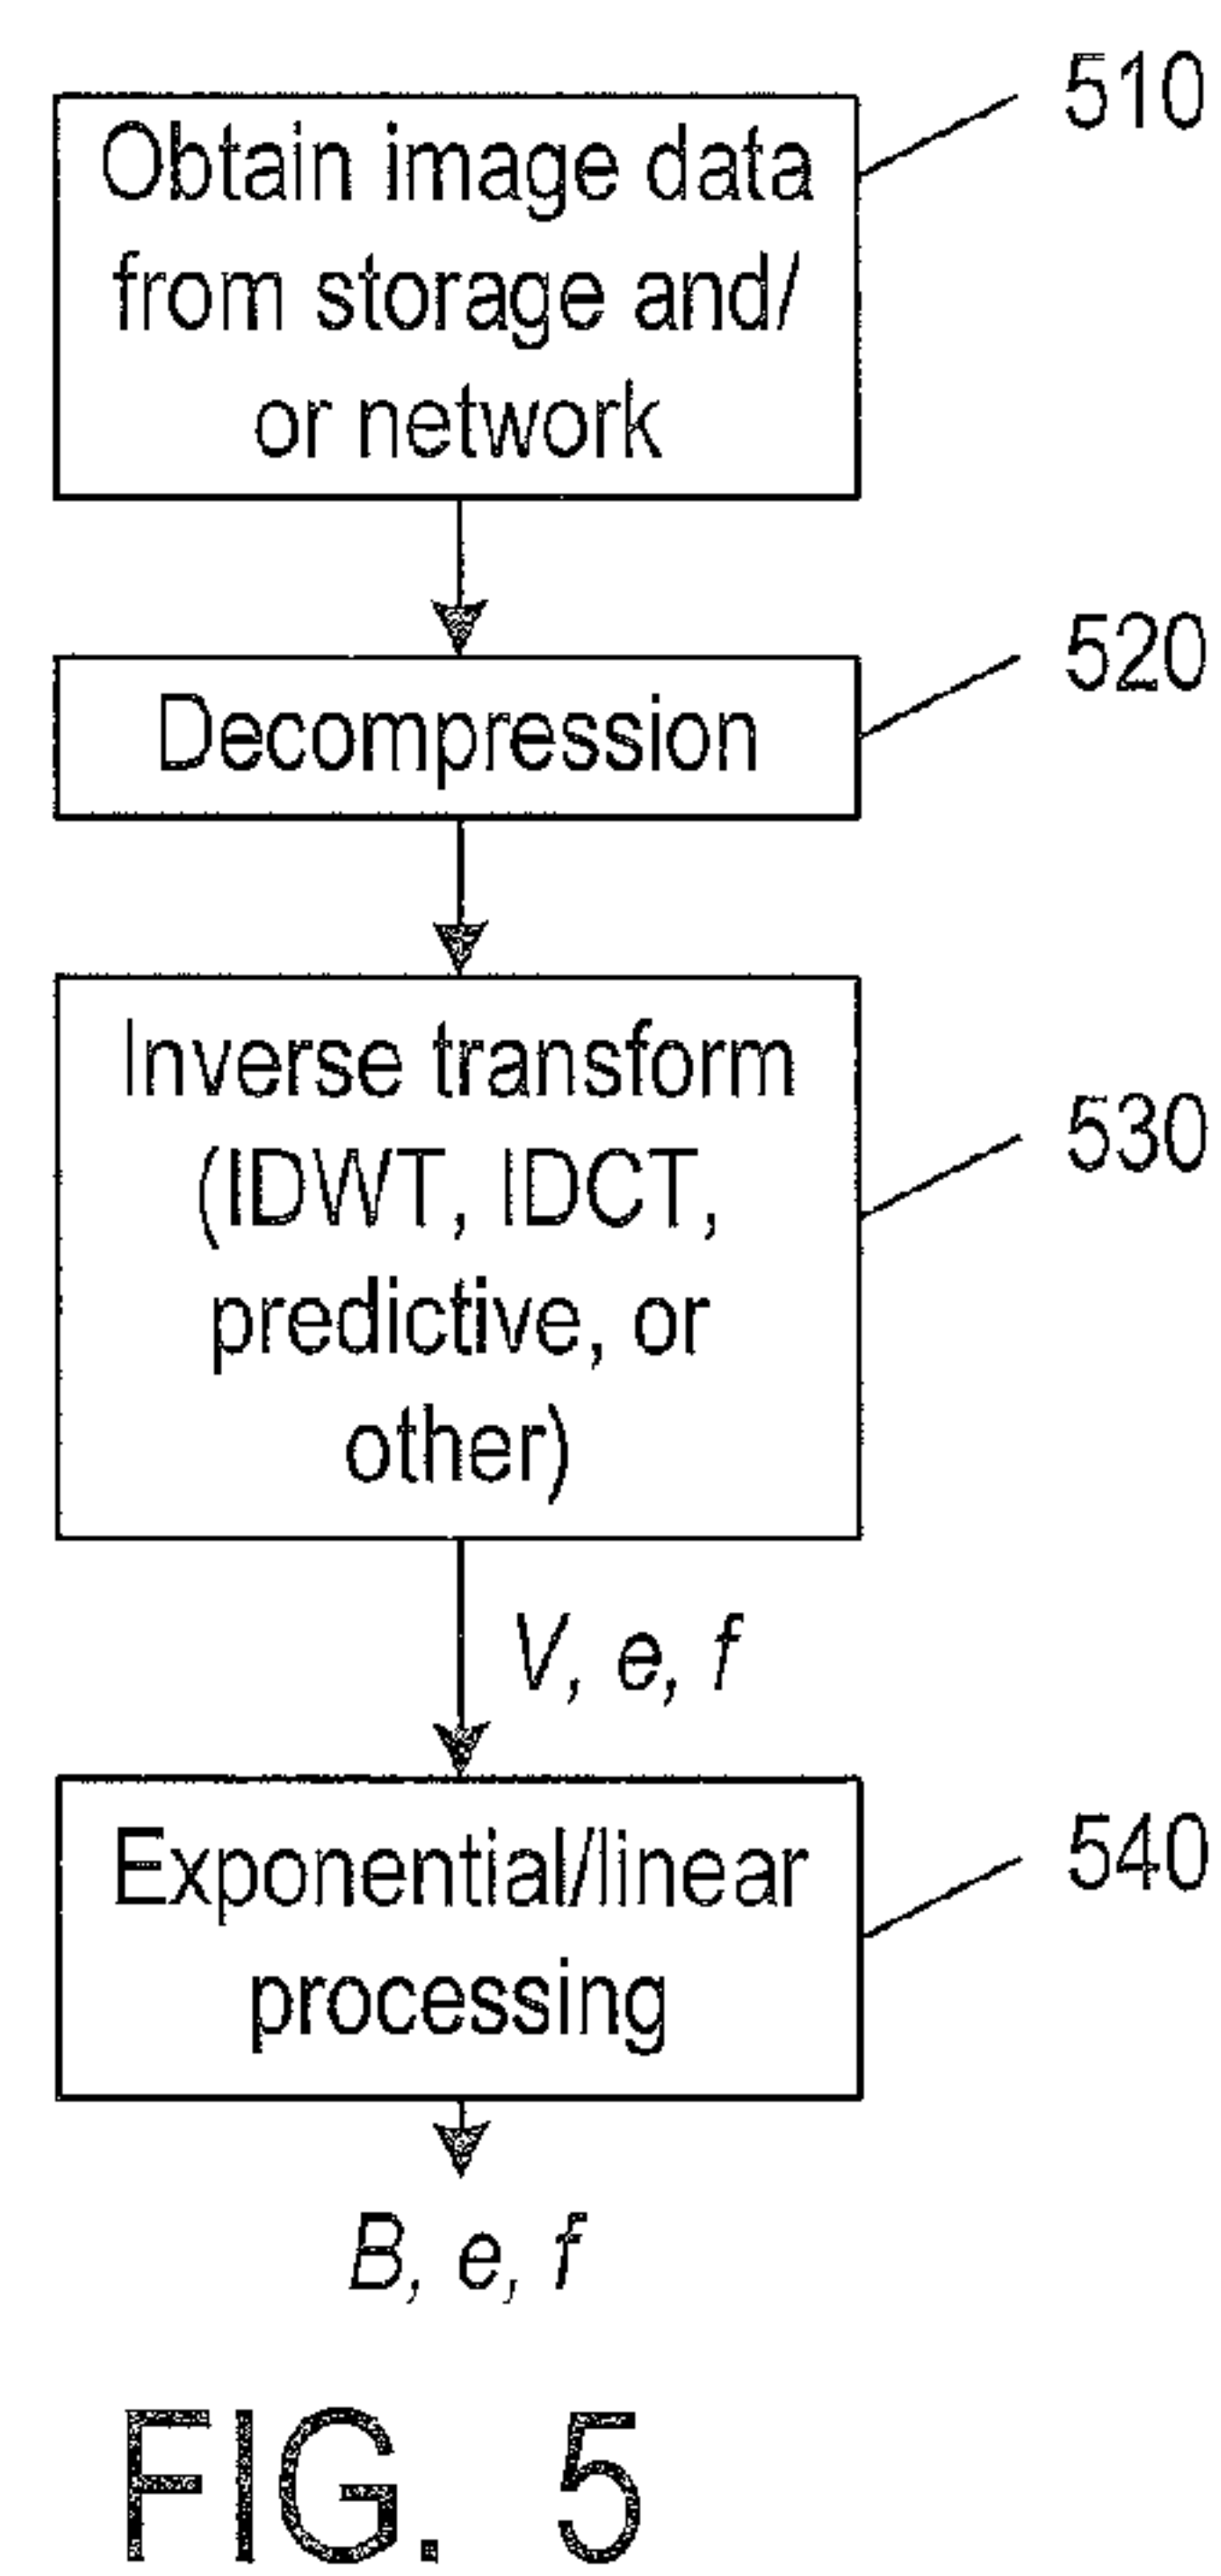 510
Obtain image data
from storage and/
or network
520
Decompression
530
Inverse transform
(IDWT, IDCT,
predictive, or
other)
V, e, f
540
Exponential/linear
processing
B, e, f
FIG. 5